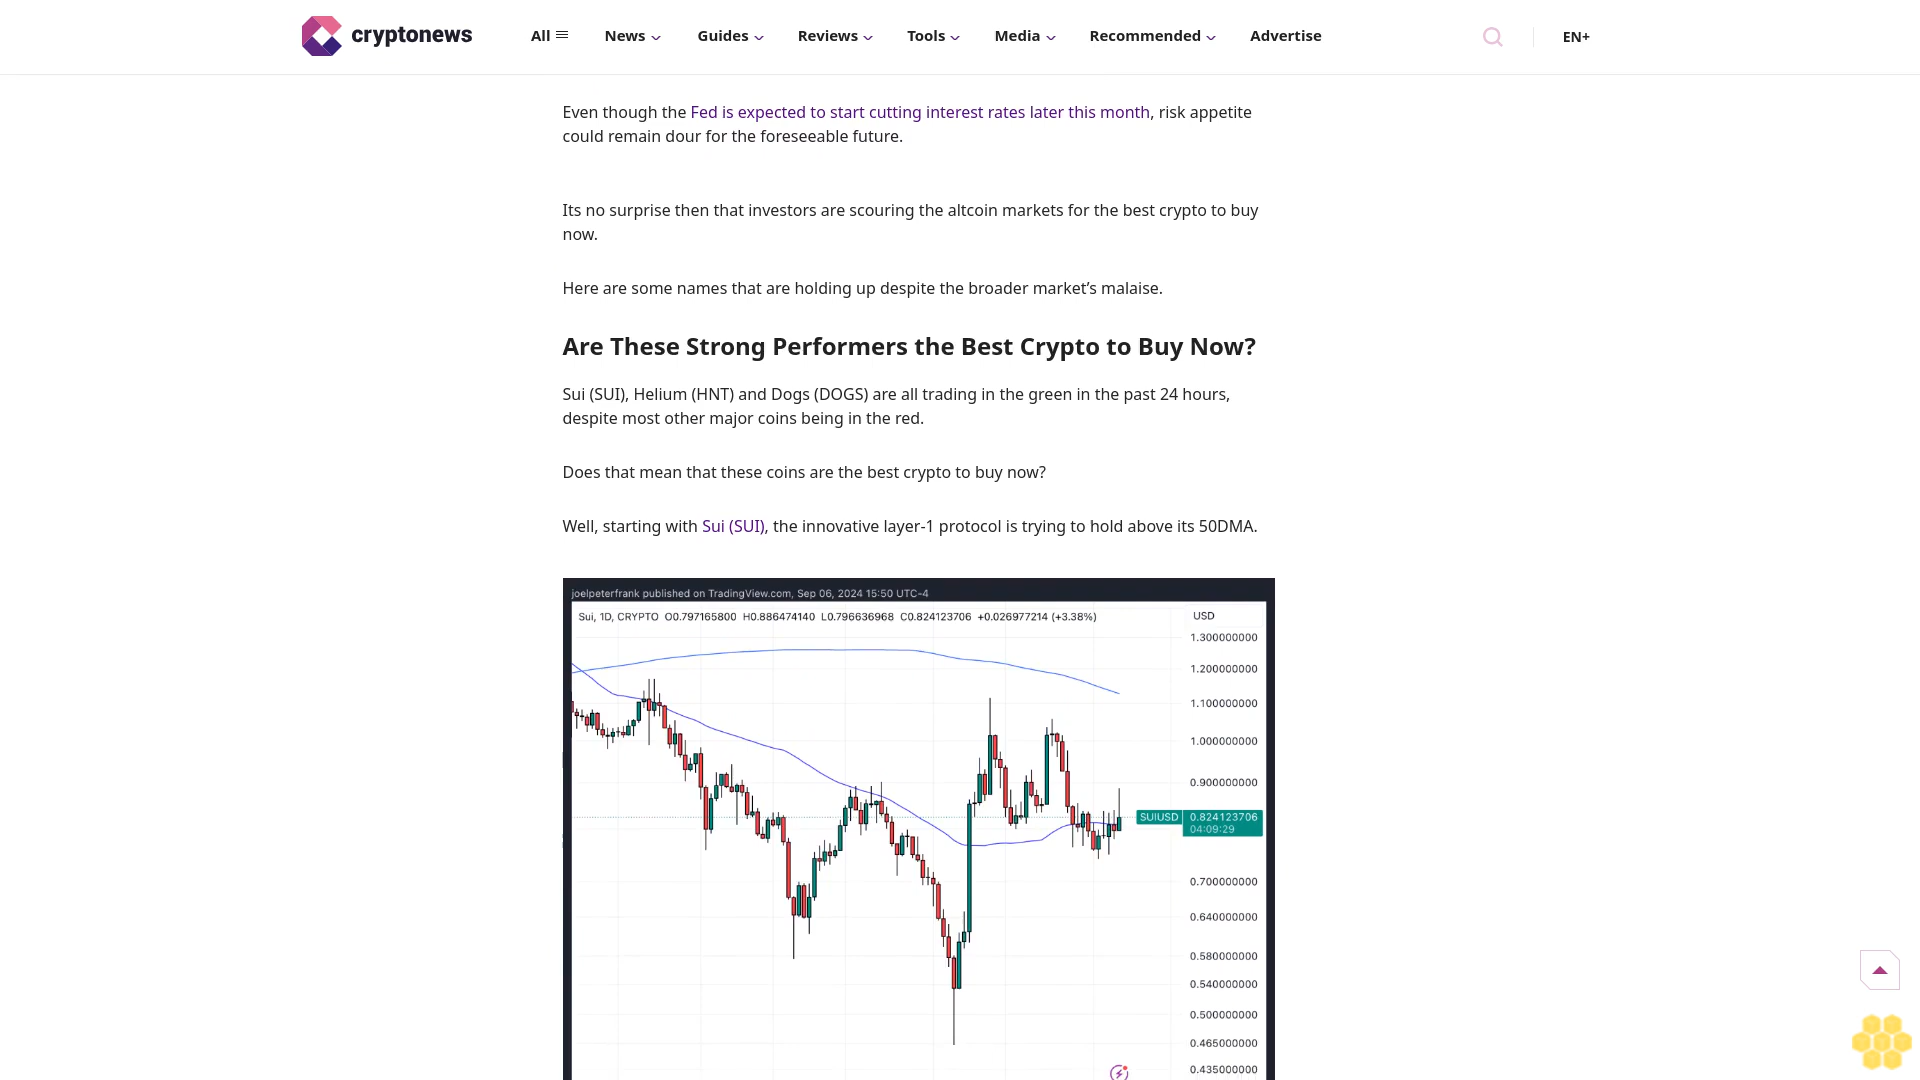 cryptonews
All News Guides Reviews Tools Media Recommended Advertise EN+
Even though the Fed is expected to start cutting interest rates later this month, risk appetite
could remain dour for the foreseeable future.
Its no surprise then that investors are scouring the altcoin markets for the best crypto to buy
now.
Here are some names that are holding up despite the broader market’s malaise.
Are These Strong Performers the Best Crypto to Buy Now?
Sui (SUI), Helium (HNT) and Dogs (DOGS) are all trading in the green in the past 24 hours,
despite most other major coins being in the red.
Does that mean that these coins are the best crypto to buy now?
Well, starting with Sui (SUI), the innovative layer-1 protocol is trying to hold above its 50DMA.
joelpeterfrank published on TradingView.com, Sep 06, 2024 15:50 UTC-4
Sui, 1D, CRYPTO O0.797165800 H0.886474140 L0.796636968 C0.824123706 +0.026977214 (+3.38%)
USD
1.300000000
1.200000000
1.100000000
1.000000000
0.900000000
SUIUSD 0.824123706
04:09:29
0.700000000
0.640000000
0.580000000
0.540000000
0.500000000
0.465000000
0.435000000